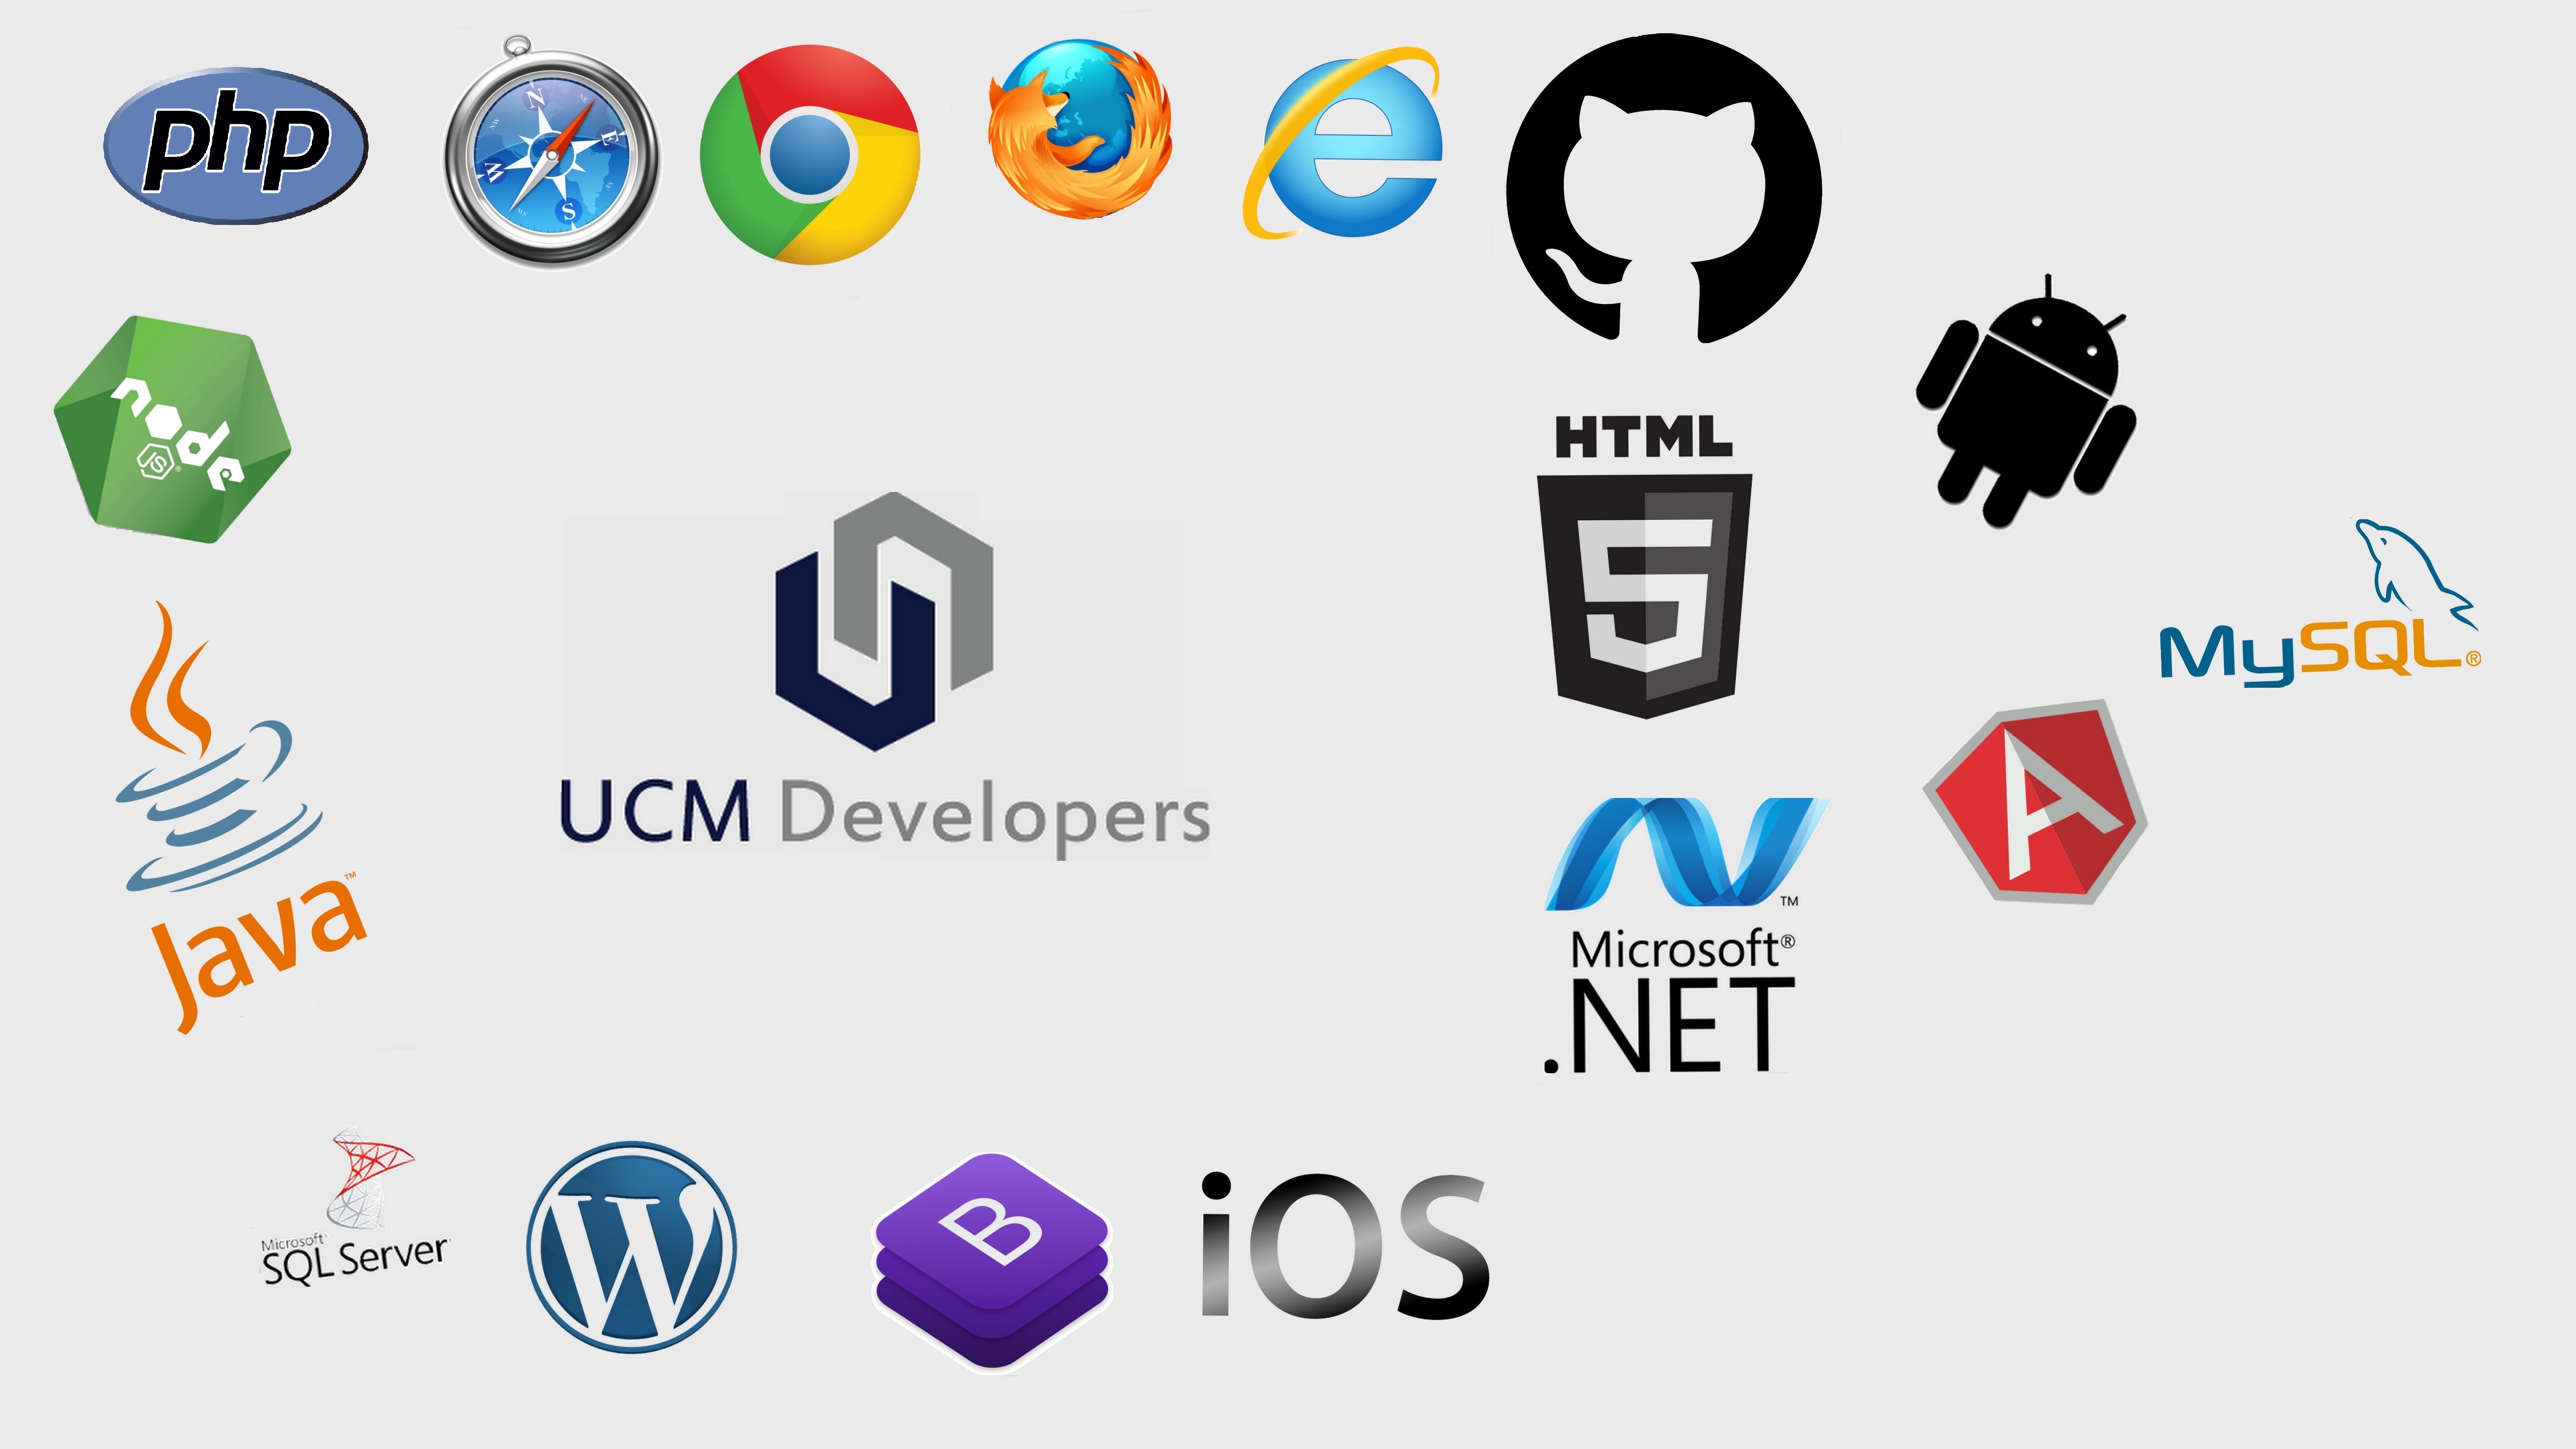 php
N
E
S
W
node
JS®
HTML
5
MySQL®
UCM Developers
A
TM
Microsoft®
.NET
Java™
Microsoft®
SQL Server
W
B
iOS